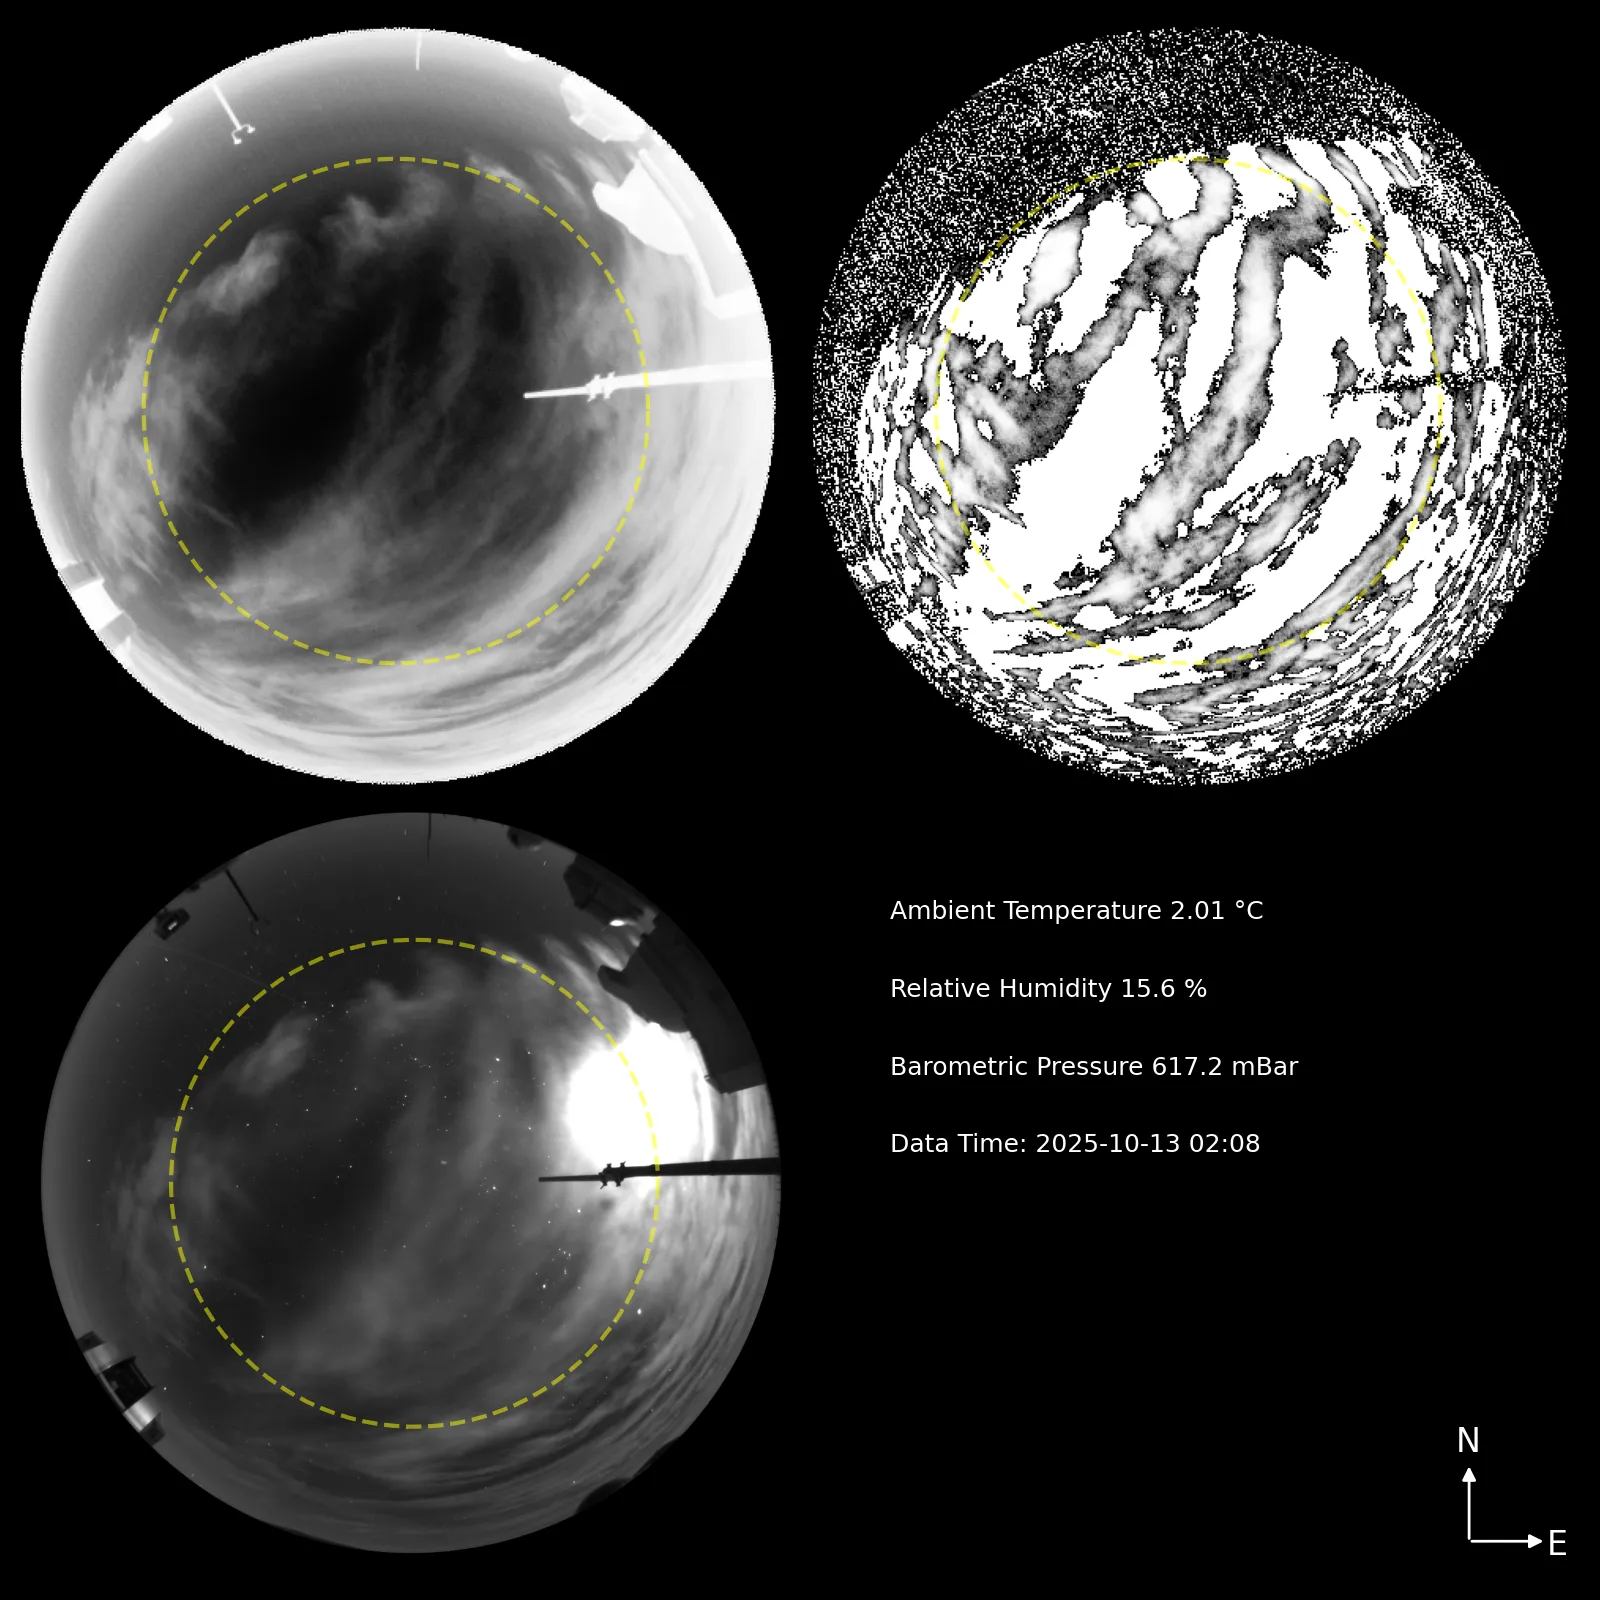 Ambient Temperature 2.01 °C
Relative Humidity 15.6 %
Barometric Pressure 617.2 mBar
Data Time: 2025-10-13 02:08
N
E